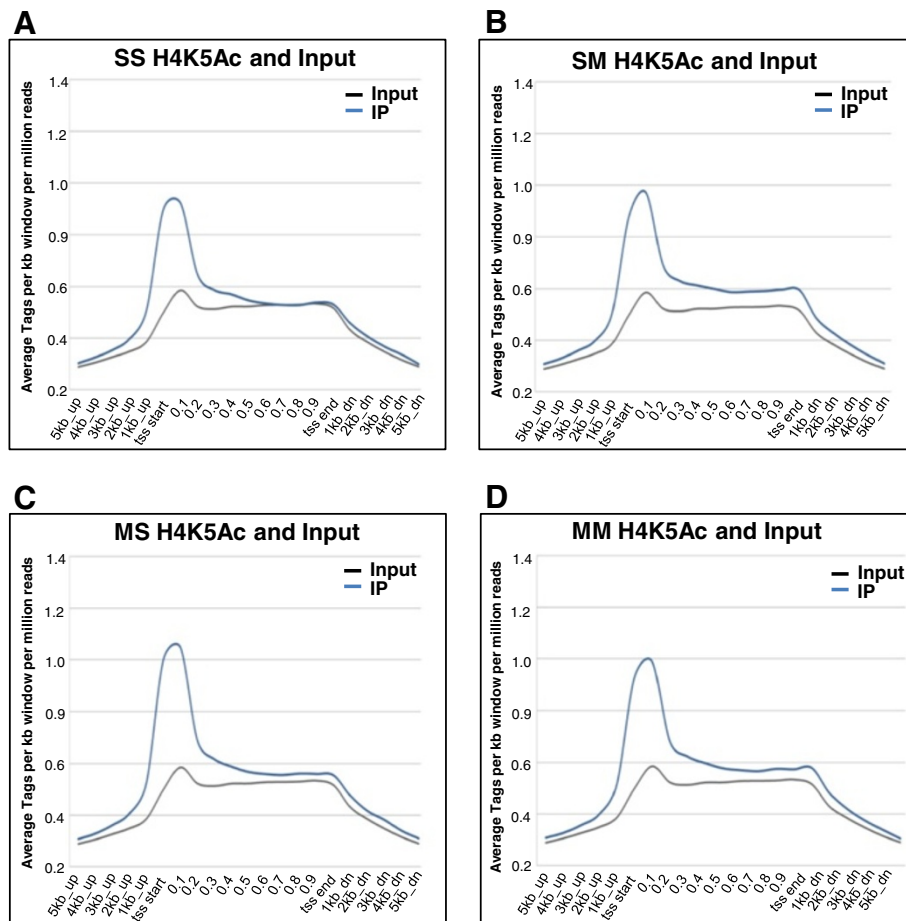 A
SS H4K5Ac and Input
Average Tags per kb window per million reads
1.4
1.2
1.0
0.9
0.6
0.4
0.2
Input
IP
5kb_up
4kb_up
3kb_up
2kb_up
1kb_up
tss start
0.1
0.2
0.3
0.4
0.5
0.6
0.7
0.8
0.9
tss end
1kb_dn
2kb_dn
3kb_dn
4kb_dn
5kb_dn
B
SM H4K5Ac and Input
Average Tags per kb window per million reads
1.4
1.2
1.0
0.9
0.6
0.4
0.2
Input
IP
5kb_up
4kb_up
3kb_up
2kb_up
1kb_up
tss start
0.1
0.2
0.3
0.4
0.5
0.6
0.7
0.8
0.9
tss end
1kb_dn
2kb_dn
3kb_dn
4kb_dn
5kb_dn
C
MS H4K5Ac and Input
Average Tags per kb window per million reads
1.4
1.2
1.0
0.9
0.6
0.4
0.2
Input
IP
5kb_up
4kb_up
3kb_up
2kb_up
1kb_up
tss start
0.1
0.2
0.3
0.4
0.5
0.6
0.7
0.8
0.9
tss end
1kb_dn
2kb_dn
3kb_dn
4kb_dn
5kb_dn
D
MM H4K5Ac and Input
Average Tags per kb window per million reads
1.4
1.2
1.0
0.9
0.6
0.4
0.2
Input
IP
5kb_up
4kb_up
3kb_up
2kb_up
1kb_up
tss start
0.1
0.2
0.3
0.4
0.5
0.6
0.7
0.8
0.9
tss end
1kb_dn
2kb_dn
3kb_dn
4kb_dn
5kb_dn